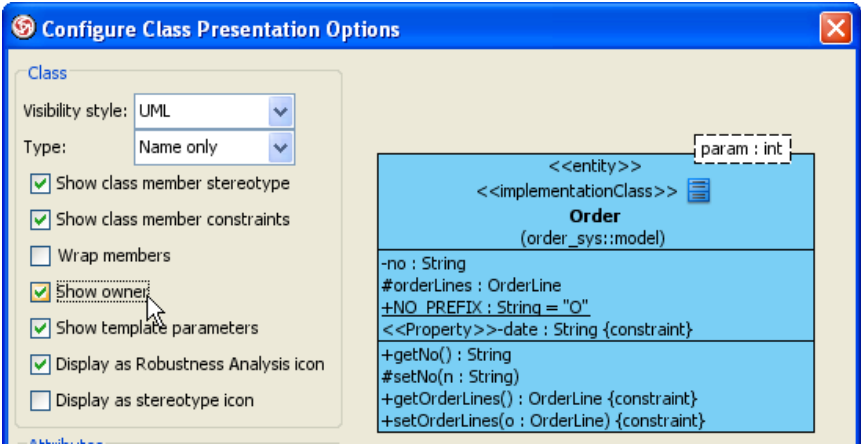 Configure Class Presentation Options
Class
Visibility style: UML
Type: Name only
Show class member stereotype
Show class member constraints
Wrap members
Show owner
Show template parameters
Display as Robustness Analysis icon
Display as stereotype icon
Attributes
param : int
<<entity>>
<<implementationClass>>
Order
(order_sys::model)
-no : String
#orderLines : OrderLine
+NO_PREFIX : String = "O"
<<Property>>-date : String {constraint}
+getNo() : String
#setNo(n : String)
+getOrderLines() : OrderLine {constraint}
+setOrderLines(o : OrderLine) {constraint}